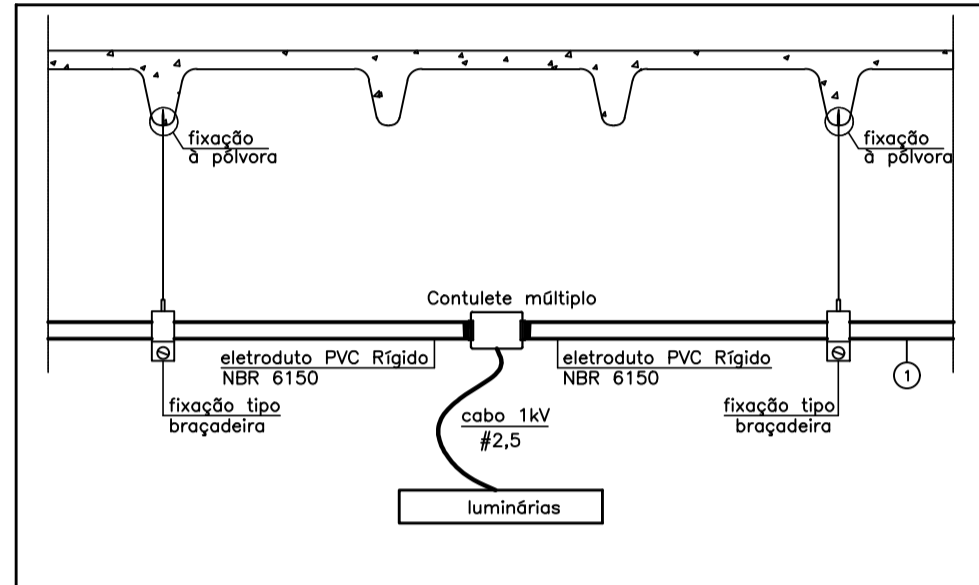 fixação
à pólvora
fixação
à pólvora
Contulete múltiplo
eletroduto PVC Rígido
NBR 6150
eletroduto PVC Rígido
NBR 6150
1
fixação tipo
braçadeira
cabo 1kV
#2,5
fixação tipo
braçadeira
luminárias